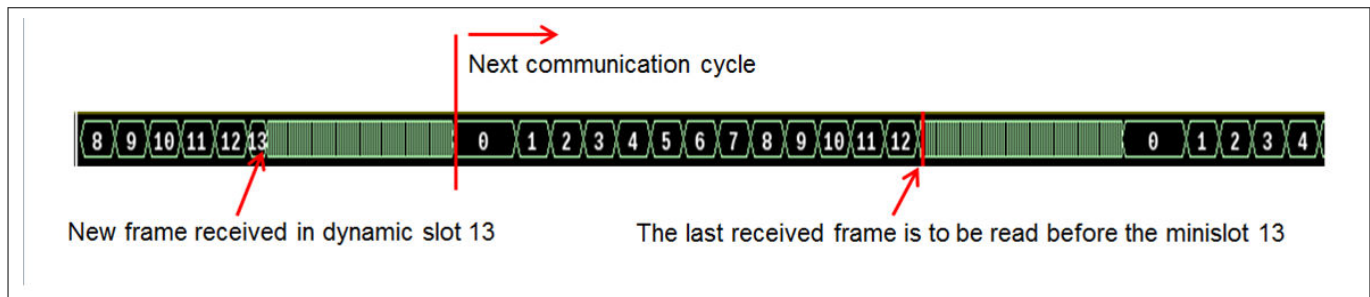 Next communication cycle
8 9 10 11 12 13 0 1 2 3 4 5 6 7 8 9 10 11 12 0 1 2 3 4
New frame received in dynamic slot 13
The last received frame is to be read before the minislot 13